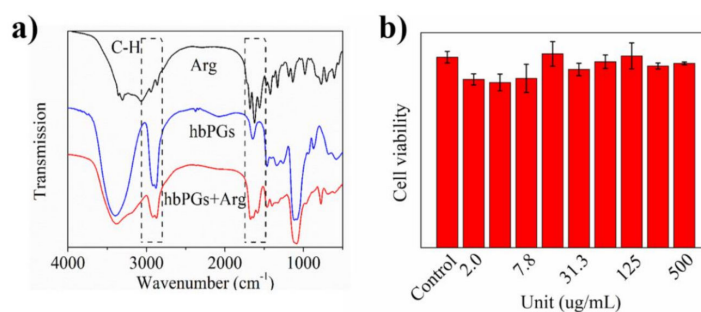 a)
C-H
Arg
hbPGs
hbPGs+Arg
Transmission
4000 3000 2000 1000
Wavenumber (cm⁻¹)
b)
Cell viability
Control 2.0 7.8 31.3 125 500
Unit (ug/mL)